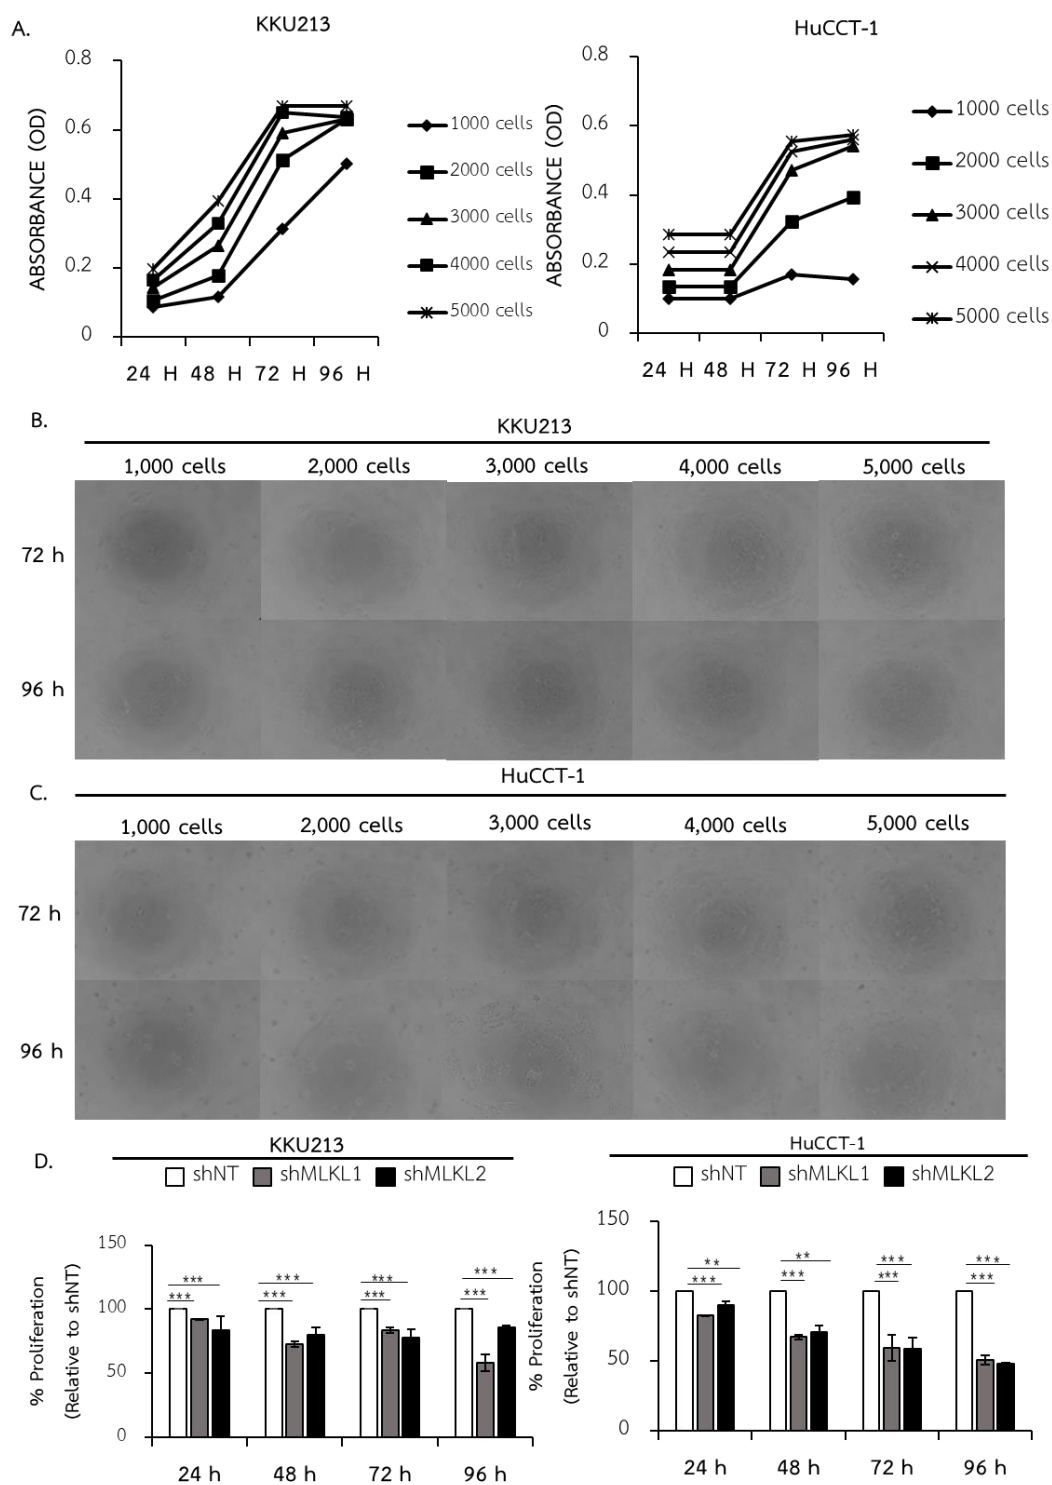 A.
KKU213
0.8
0.6
0.4
0.2
0
ABSORBANCE (OD)
24 H 48 H 72 H 96 H
1000 cells
2000 cells
3000 cells
4000 cells
5000 cells
HuCCT-1
0.8
0.6
0.4
0.2
0
ABSORBANCE (OD)
24 H 48 H 72 H 96 H
1000 cells
2000 cells
3000 cells
4000 cells
5000 cells
B.
KKU213
1,000 cells 2,000 cells 3,000 cells 4,000 cells 5,000 cells
72 h
96 h
C.
HuCCT-1
1,000 cells 2,000 cells 3,000 cells 4,000 cells 5,000 cells
72 h
96 h
D.
KKU213
shNT shMLKL1 shMLKL2
150
100
50
0
% Proliferation
(Relative to shNT)
*** *** *** ***
*** *** *** ***
24 h 48 h 72 h 96 h
HuCCT-1
shNT shMLKL1 shMLKL2
150
100
50
0
% Proliferation
(Relative to shNT)
** ** *** ***
*** *** *** ***
24 h 48 h 72 h 96 h